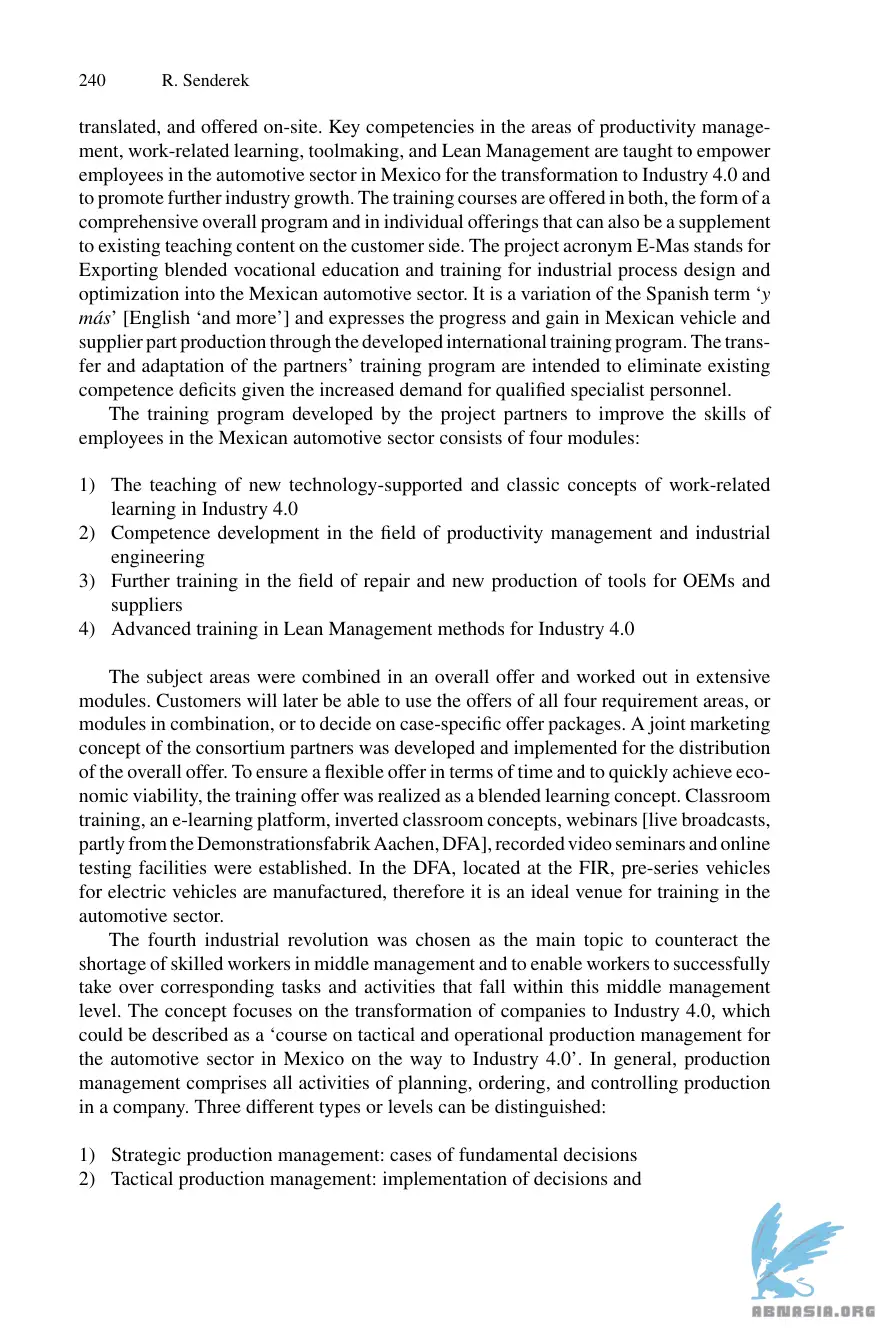 240 R. Senderek
translated, and offered on-site. Key competencies in the areas of productivity manage-
ment, work-related learning, toolmaking, and Lean Management are taught to empower
employees in the automotive sector in Mexico for the transformation to Industry 4.0 and
to promote further industry growth. The training courses are offered in both, the form of a
comprehensive overall program and in individual offerings that can also be a supplement
to existing teaching content on the customer side. The project acronym E-Mas stands for
Exporting blended vocational education and training for industrial process design and
optimization into the Mexican automotive sector. It is a variation of the Spanish term ‘y
más’ [English ‘and more’] and expresses the progress and gain in Mexican vehicle and
supplier part production through the developed international training program. The trans-
fer and adaptation of the partners’ training program are intended to eliminate existing
competence deficits given the increased demand for qualified specialist personnel.
The training program developed by the project partners to improve the skills of
employees in the Mexican automotive sector consists of four modules:
1) The teaching of new technology-supported and classic concepts of work-related
learning in Industry 4.0
2) Competence development in the field of productivity management and industrial
engineering
3) Further training in the field of repair and new production of tools for OEMs and
suppliers
4) Advanced training in Lean Management methods for Industry 4.0
The subject areas were combined in an overall offer and worked out in extensive
modules. Customers will later be able to use the offers of all four requirement areas, or
modules in combination, or to decide on case-specific offer packages. A joint marketing
concept of the consortium partners was developed and implemented for the distribution
of the overall offer. To ensure a flexible offer in terms of time and to quickly achieve eco-
nomic viability, the training offer was realized as a blended learning concept. Classroom
training, an e-learning platform, inverted classroom concepts, webinars [live broadcasts,
partly from the Demonstrationsfabrik Aachen, DFA], recorded video seminars and online
testing facilities were established. In the DFA, located at the FIR, pre-series vehicles
for electric vehicles are manufactured, therefore it is an ideal venue for training in the
automotive sector.
The fourth industrial revolution was chosen as the main topic to counteract the
shortage of skilled workers in middle management and to enable workers to successfully
take over corresponding tasks and activities that fall within this middle management
level. The concept focuses on the transformation of companies to Industry 4.0, which
could be described as a ‘course on tactical and operational production management for
the automotive sector in Mexico on the way to Industry 4.0’. In general, production
management comprises all activities of planning, ordering, and controlling production
in a company. Three different types or levels can be distinguished:
1) Strategic production management: cases of fundamental decisions
2) Tactical production management: implementation of decisions and
ABNASIA.ORG